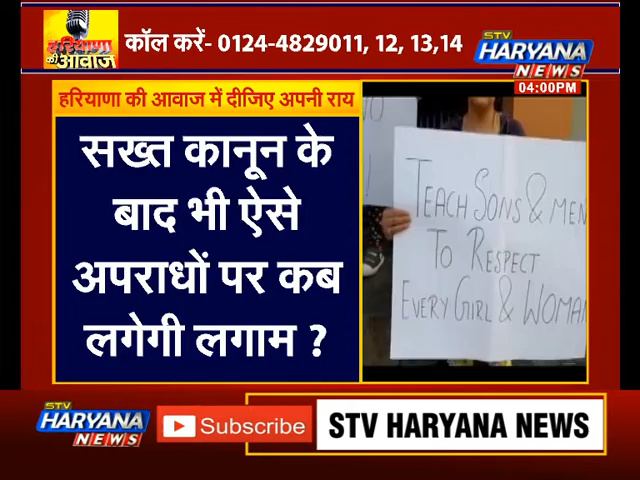 हरियाणा
की आवाज
कॉल करें- 0124-4829011, 12, 13,14
STV
HARYANA
NEWS
04:00PM
हरियाणा की आवाज में दीजिए अपनी राय
सख्त कानून के
बाद भी ऐसे
अपराधों पर कब
लगेगी लगाम ?
TEACH SONS & MEN
TO RESPECT
EVERY GIRL & WOMAN
STV
HARYANA
NEWS
Subscribe
STV HARYANA NEWS